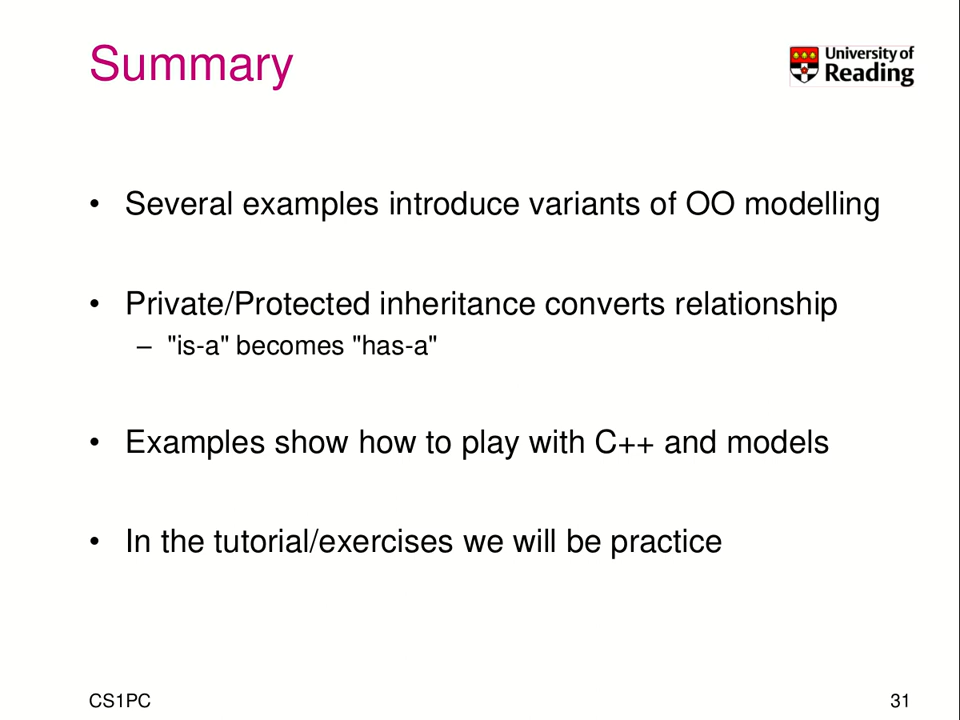 Summary
University of
Reading
• Several examples introduce variants of OO modelling
• Private/Protected inheritance converts relationship
– "is-a" becomes "has-a"
• Examples show how to play with C++ and models
• In the tutorial/exercises we will be practice
CS1PC
31